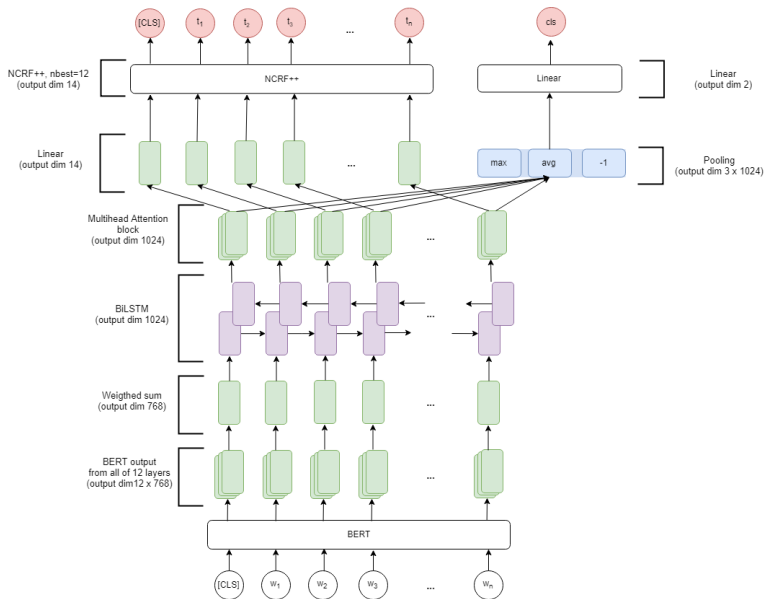 [CLS] t1 t2 t3 ... tn cls
NCRF++, nbest=12
(output dim 14)
NCRF++
Linear
Linear
(output dim 2)
Linear
(output dim 14)
...
max avg -1
Pooling
(output dim 3 x 1024)
Multihead Attention
block
(output dim 1024)
...
BiLSTM
(output dim 1024)
...
Weigthed sum
(output dim 768)
...
BERT output
from all of 12 layers
(output dim12 x 768)
...
BERT
[CLS] w1 w2 w3 ... wn